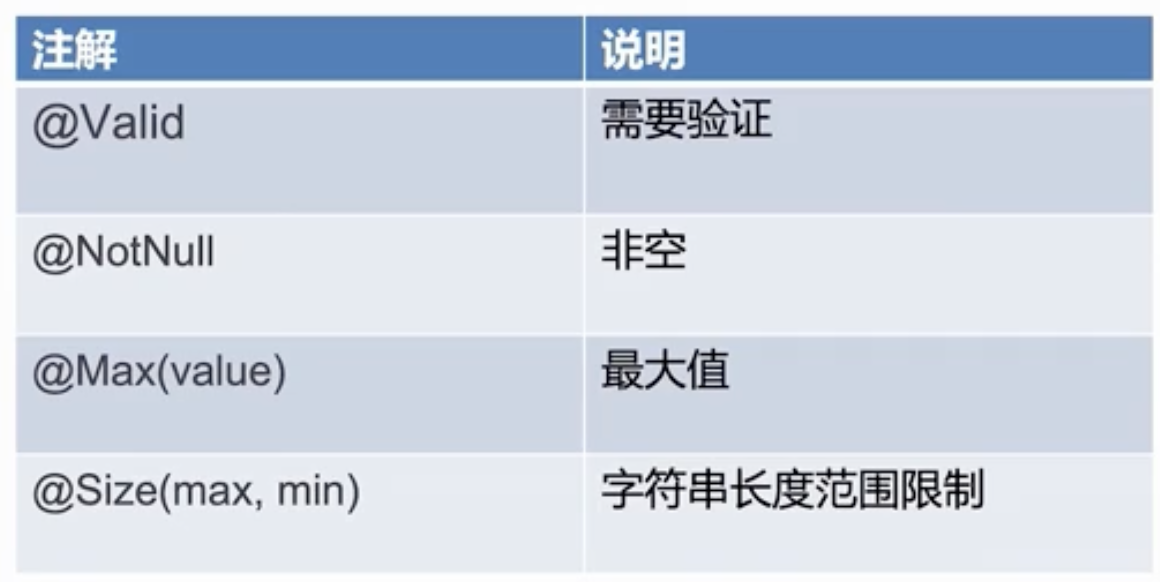 注解 说明
@Valid 需要验证
@NotNull 非空
@Max(value) 最大值
@Size(max, min) 字符串长度范围限制